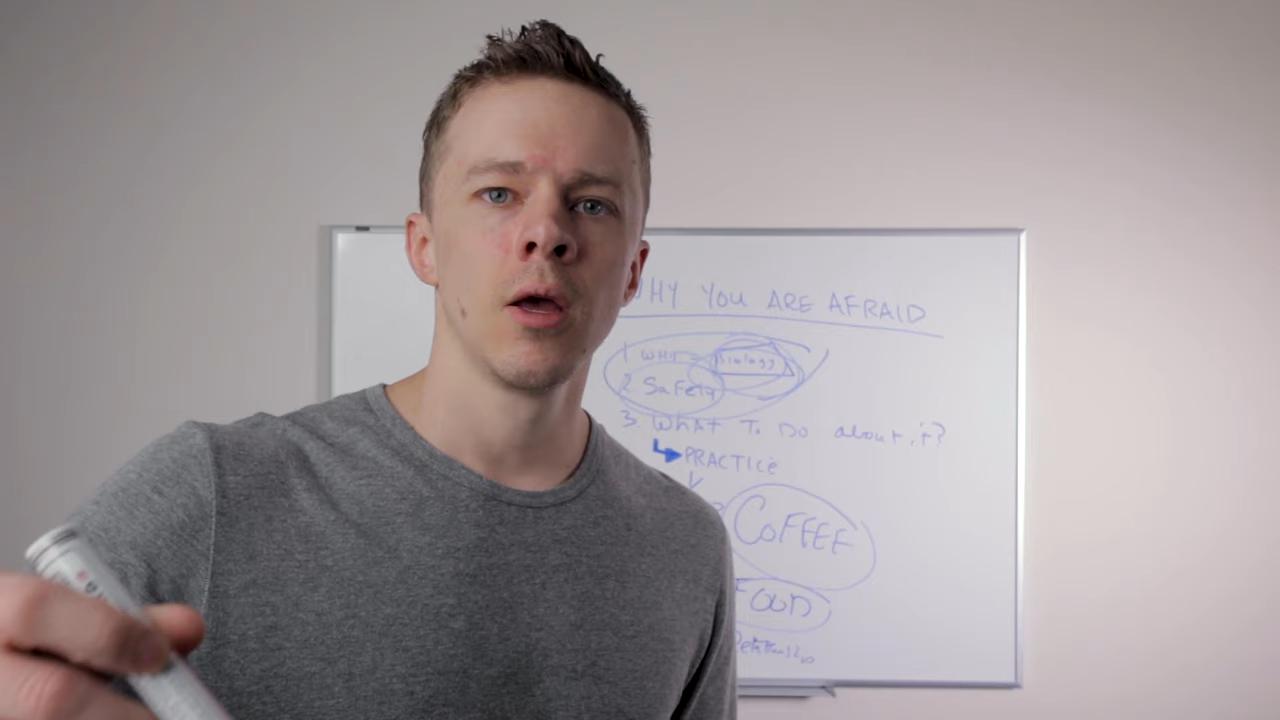 WHY YOU ARE AFRAID
1 WHY - Biology
2 Safety
3. WHAT To Do about it?
PRACTICE
COFFEE
FOOD